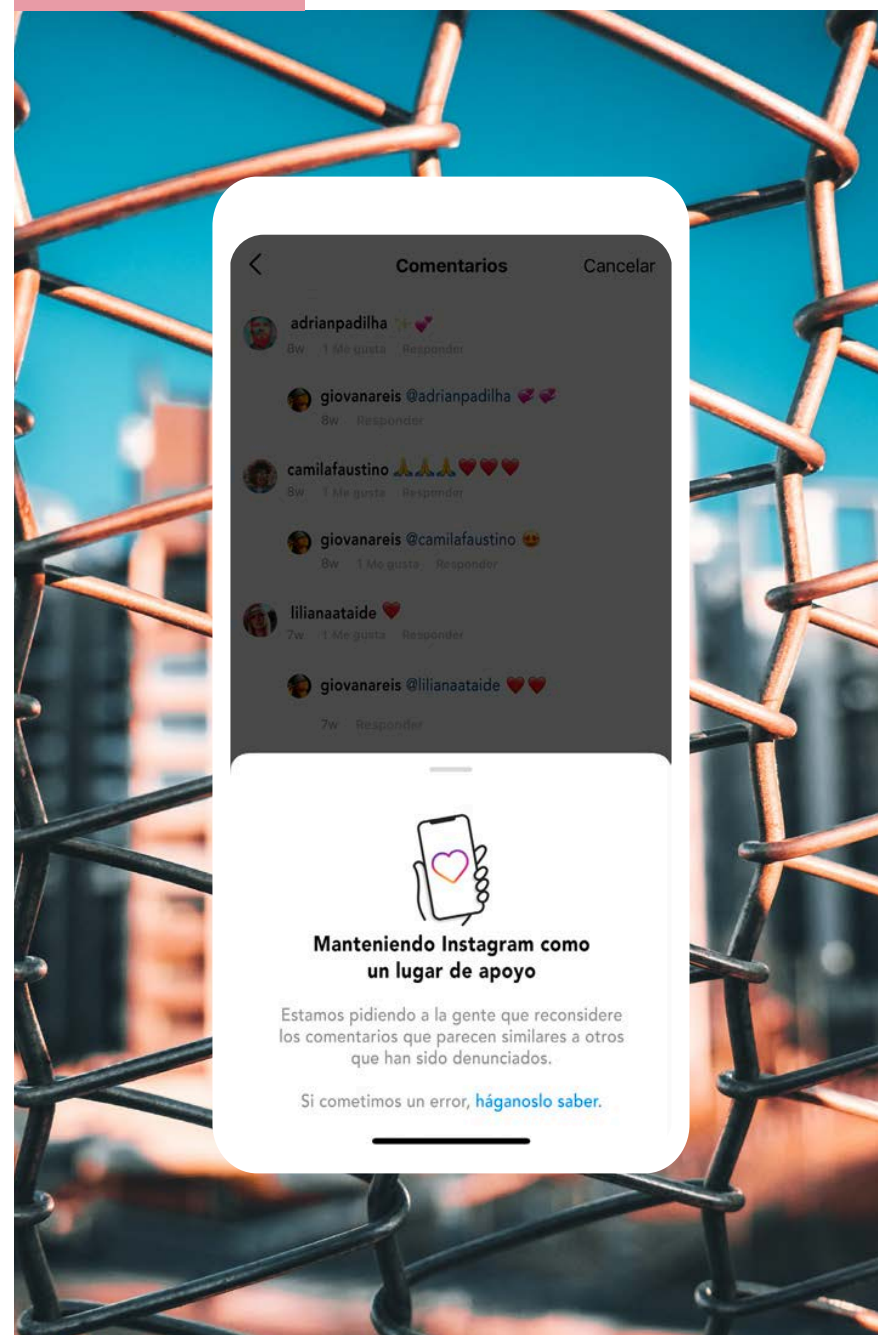 Comentarios Cancelar
adrianpadilha ✨💕
8w 1 Me gusta Responder
giovanareis @adrianpadilha 💞💞
8w Responder
camilafaustino 🙏🙏🙏❤️❤️❤️
8w 1 Me gusta Responder
giovanareis @camilafaustino 😍
8w 1 Me gusta Responder
lilianaataide ❤️
7w 1 Me gusta Responder
giovanareis @lilianaataide ❤️❤️
7w Responder
Manteniendo Instagram como
un lugar de apoyo
Estamos pidiendo a la gente que reconsidere
los comentarios que parecen similares a otros
que han sido denunciados.
Si cometimos un error, háganoslo saber.